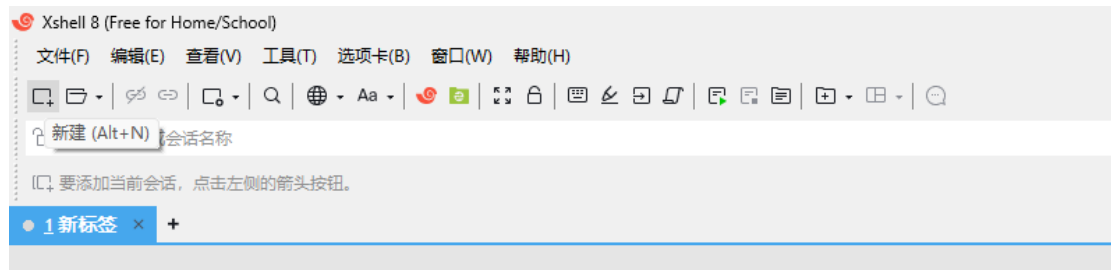 Xshell 8 (Free for Home/School)
文件(F) 编辑(E) 查看(V) 工具(T) 选项卡(B) 窗口(W) 帮助(H)
Aa
新建 (Alt+N) 会话名称
要添加当前会话，点击左侧的箭头按钮。
1 新标签 × +